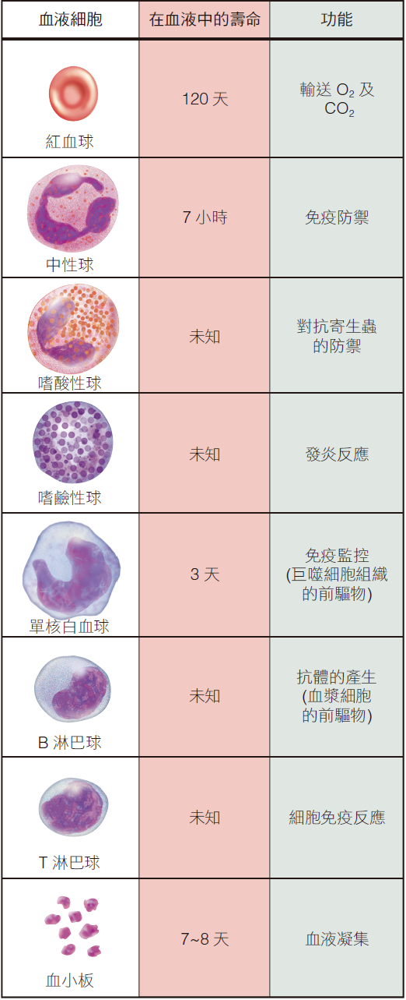 血液細胞 在血液中的壽命 功能
紅血球
120 天
輸送 O₂ 及
CO₂
中性球
7 小時
免疫防禦
嗜酸性球
未知
對抗寄生蟲
的防禦
嗜鹼性球
未知
發炎反應
單核白血球
3 天
免疫監控
(巨噬細胞組織
的前驅物)
B 淋巴球
未知
抗體的產生
(血漿細胞
的前驅物)
T 淋巴球
未知
細胞免疫反應
血小板
7~8 天
血液凝集